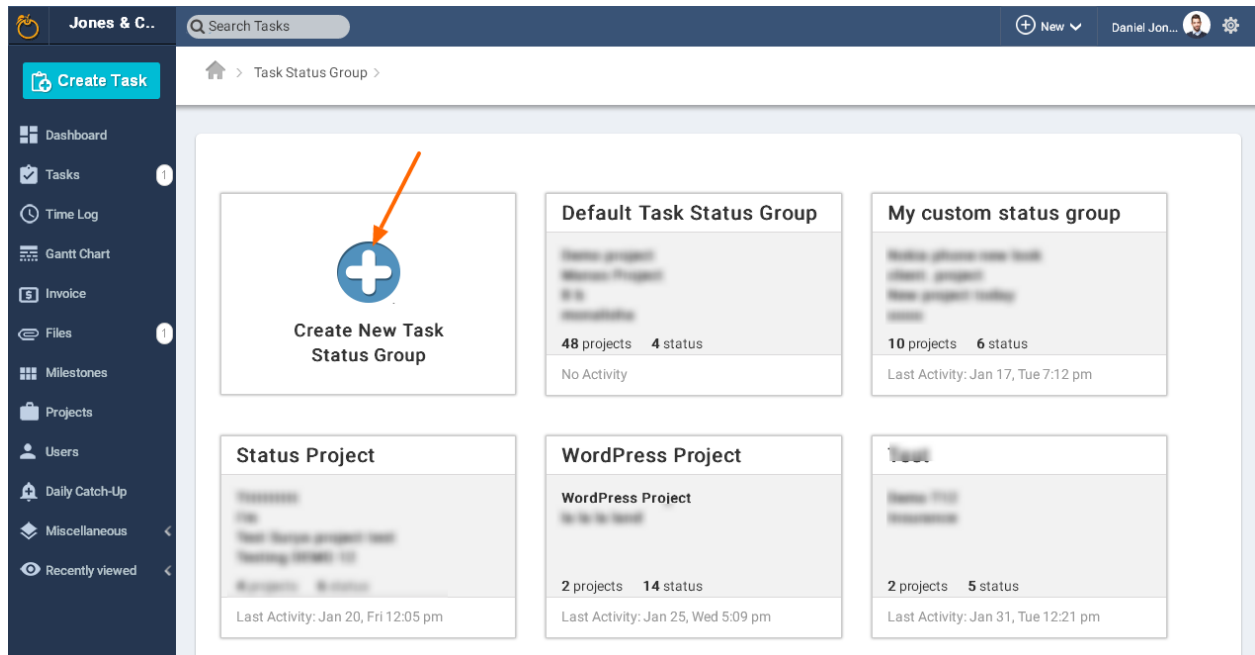 Jones & C..
Search Tasks
New
Daniel Jon...
Create Task
Task Status Group
Dashboard
Tasks
1
Time Log
Gantt Chart
Invoice
Files
1
Milestones
Projects
Users
Daily Catch-Up
Miscellaneous
Recently viewed
Create New Task
Status Group
Default Task Status Group
48 projects 4 status
No Activity
My custom status group
10 projects 6 status
Last Activity: Jan 17, Tue 7:12 pm
Status Project
Last Activity: Jan 20, Fri 12:05 pm
WordPress Project
WordPress Project
2 projects 14 status
Last Activity: Jan 25, Wed 5:09 pm
2 projects 5 status
Last Activity: Jan 31, Tue 12:21 pm